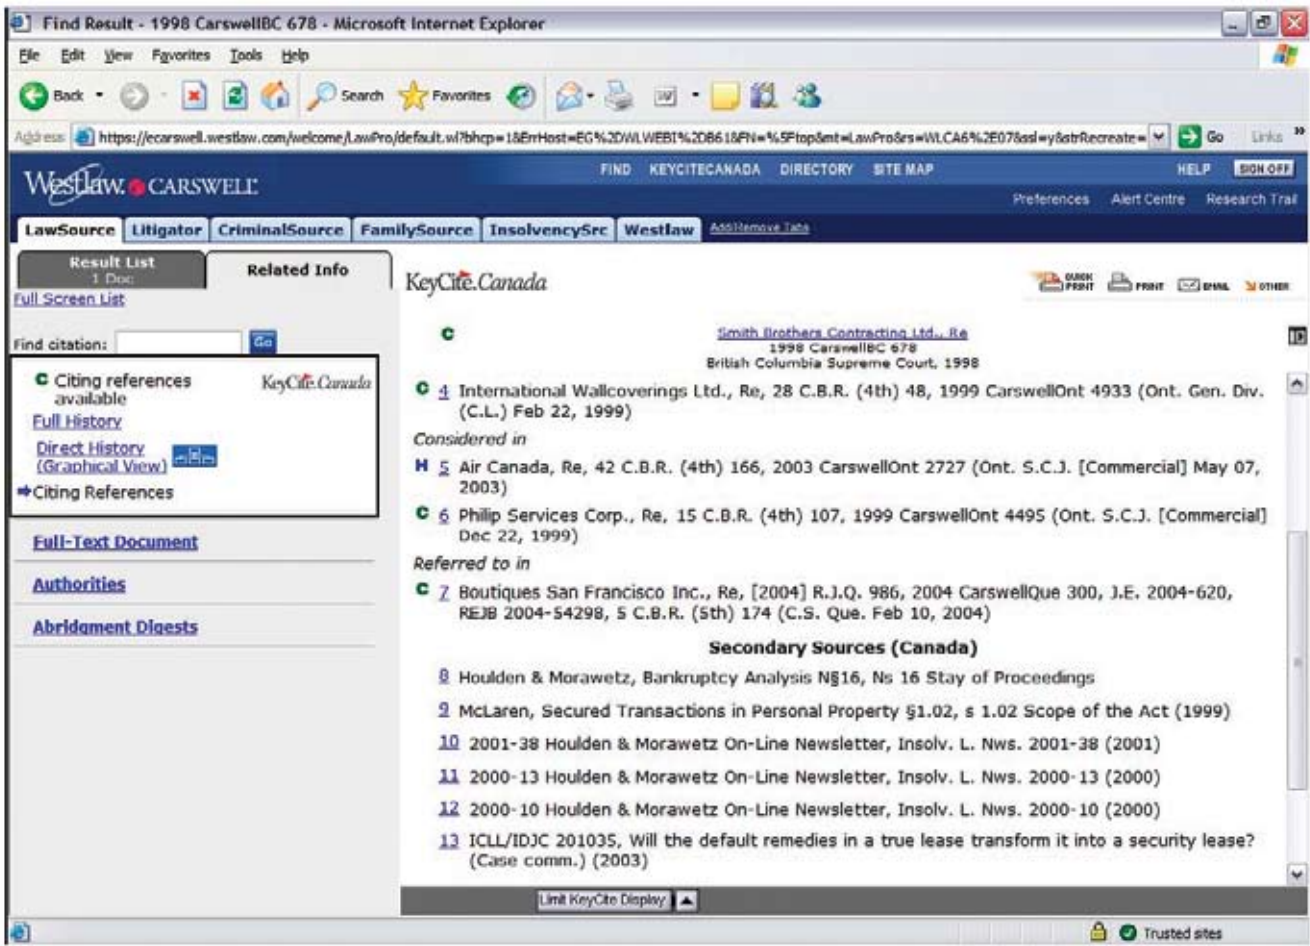 Find Result - 1998 CarswellBC 678 - Microsoft Internet Explorer
File Edit View Favorites Tools Help
Back Search Favorites
Address https://ecarswell.westlaw.com/welcome/LawPro/default.wl?bhcp=1&ErrHost=EG%2DWLWEBI%2DB61&FN=%5Ftop&mt=LawPro&rs=WLCA6%2E07&ssl=y&strRecreate= Go Links »
Westlaw. CARSWELL FIND KEYCITECANADA DIRECTORY SITE MAP HELP SIGN OFF
Preferences Alert Centre Research Trail
LawSource Litigator CriminalSource FamilySource InsolvencySrc Westlaw Add/Remove Tabs
Result List
1 Doc
Related Info
Full Screen List
Find citation: Go
C Citing references available KeyCite.Canada
Full History
Direct History
(Graphical View)
Citing References
Full-Text Document
Authorities
Abridgment Digests
KeyCite.Canada QUICK PRINT PRINT EMAIL OTHER
C Smith Brothers Contracting Ltd., Re
1998 CarswellBC 678
British Columbia Supreme Court, 1998
C 4 International Wallcoverings Ltd., Re, 28 C.B.R. (4th) 48, 1999 CarswellOnt 4933 (Ont. Gen. Div.
(C.L.) Feb 22, 1999)
Considered in
H 5 Air Canada, Re, 42 C.B.R. (4th) 166, 2003 CarswellOnt 2727 (Ont. S.C.J. [Commercial] May 07,
2003)
C 6 Philip Services Corp., Re, 15 C.B.R. (4th) 107, 1999 CarswellOnt 4495 (Ont. S.C.J. [Commercial]
Dec 22, 1999)
Referred to in
C 7 Boutiques San Francisco Inc., Re, [2004] R.J.Q. 986, 2004 CarswellQue 300, J.E. 2004-620,
REJB 2004-54298, 5 C.B.R. (5th) 174 (C.S. Que. Feb 10, 2004)
Secondary Sources (Canada)
8 Houlden & Morawetz, Bankruptcy Analysis N§16, Ns 16 Stay of Proceedings
9 McLaren, Secured Transactions in Personal Property §1.02, s 1.02 Scope of the Act (1999)
10 2001-38 Houlden & Morawetz On-Line Newsletter, Insolv. L. Nws. 2001-38 (2001)
11 2000-13 Houlden & Morawetz On-Line Newsletter, Insolv. L. Nws. 2000-13 (2000)
12 2000-10 Houlden & Morawetz On-Line Newsletter, Insolv. L. Nws. 2000-10 (2000)
13 ICLL/IDJC 201035, Will the default remedies in a true lease transform it into a security lease?
(Case comm.) (2003)
Limit KeyCite Display
Trusted sites